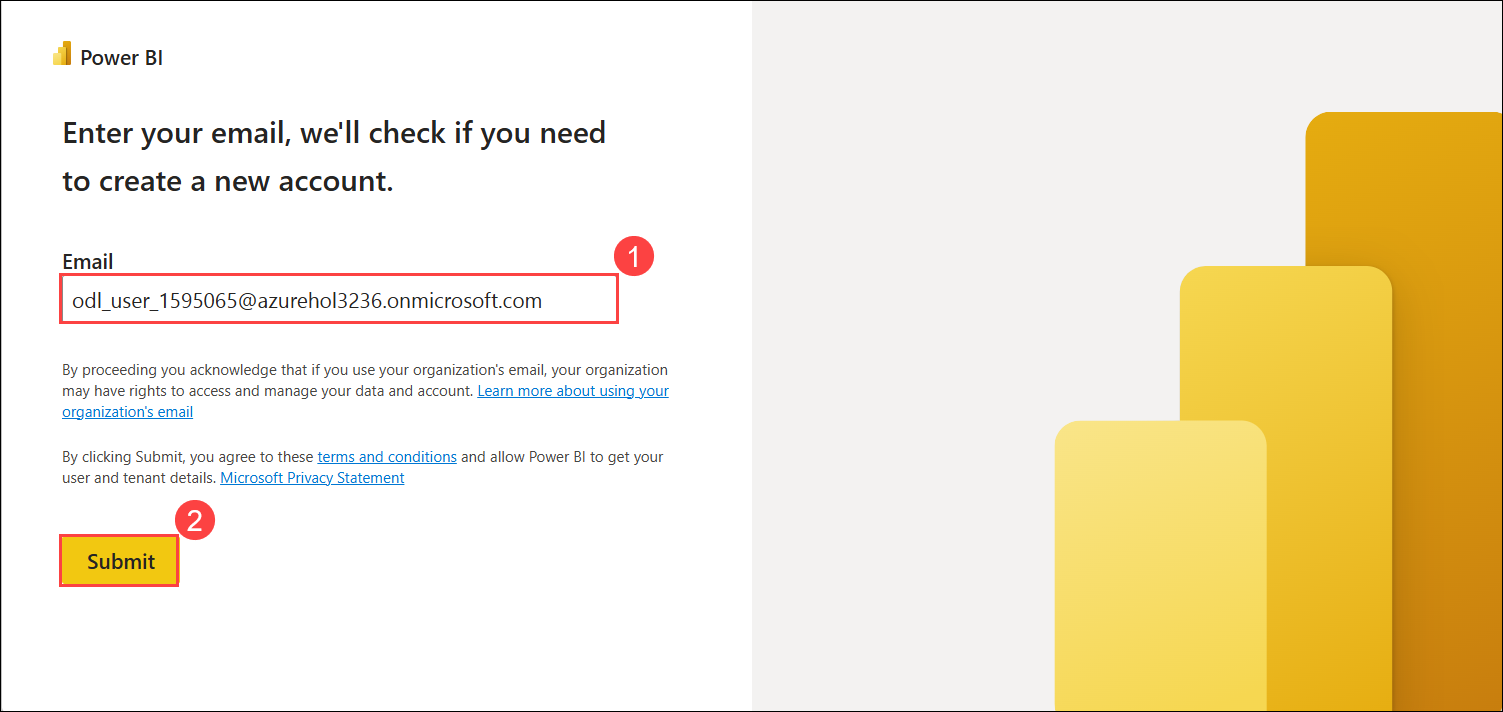 Power BI
Enter your email, we'll check if you need
to create a new account.
1
Email
odl_user_1595065@azurehol3236.onmicrosoft.com
By proceeding you acknowledge that if you use your organization's email, your organization
may have rights to access and manage your data and account. Learn more about using your
organization's email
By clicking Submit, you agree to these terms and conditions and allow Power BI to get your
user and tenant details. Microsoft Privacy Statement
2
Submit